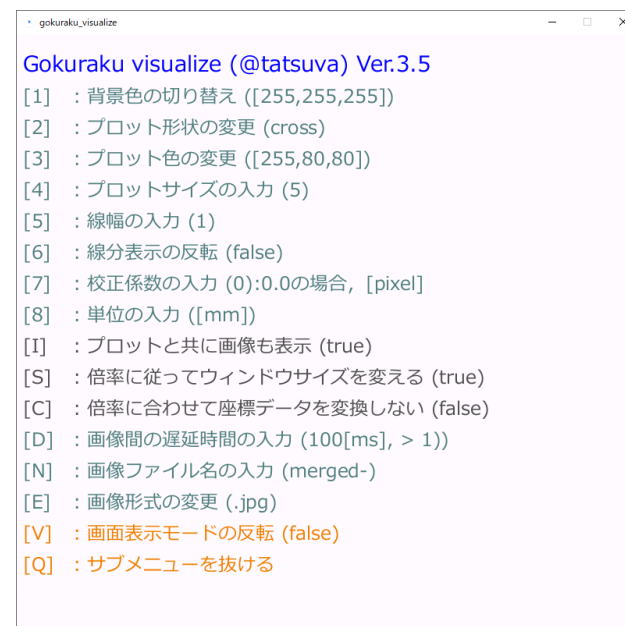 gokuraku_visualize
Gokuraku visualize (@tatsuva) Ver.3.5
[1] : 背景色の切り替え ([255,255,255])
[2] : プロット形状の変更 (cross)
[3] : プロット色の変更 ([255,80,80])
[4] : プロットサイズの入力 (5)
[5] : 線幅の入力 (1)
[6] : 線分表示の反転 (false)
[7] : 校正係数の入力 (0):0.0の場合，[pixel]
[8] : 単位の入力 ([mm])
[I] : プロットと共に画像も表示 (true)
[S] : 倍率に従ってウィンドウサイズを変える (true)
[C] : 倍率に合わせて座標データを変換しない (false)
[D] : 画像間の遅延時間の入力 (100[ms], > 1))
[N] : 画像ファイル名の入力 (merged-)
[E] : 画像形式の変更 (.jpg)
[V] : 画面表示モードの反転 (false)
[Q] : サブメニューを抜ける